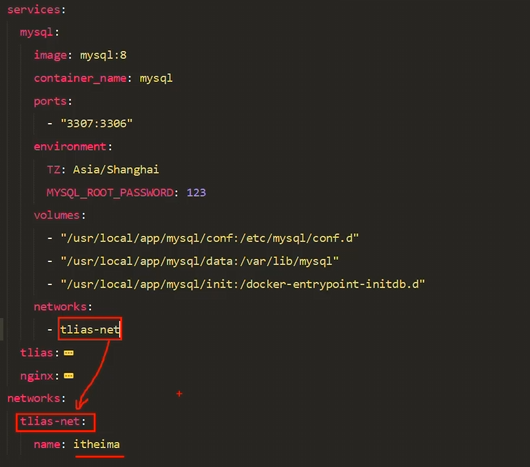 services:
  mysql:
    image: mysql:8
    container_name: mysql
    ports:
      - "3307:3306"
    environment:
      TZ: Asia/Shanghai
      MYSQL_ROOT_PASSWORD: 123
    volumes:
      - "/usr/local/app/mysql/conf:/etc/mysql/conf.d"
      - "/usr/local/app/mysql/data:/var/lib/mysql"
      - "/usr/local/app/mysql/init:/docker-entrypoint-initdb.d"
    networks:
      - tlias-net
  tlias:
  nginx:
networks:
  tlias-net:
    name: itheima